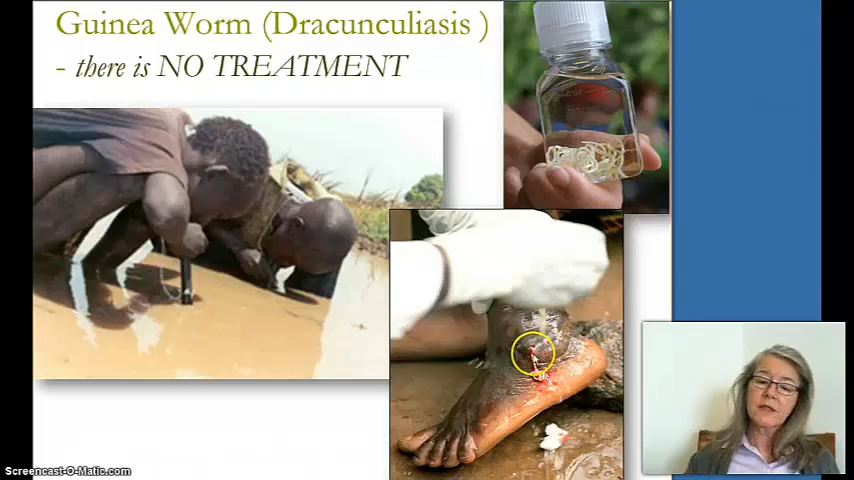 Guinea Worm (Dracunculiasis )
- there is NO TREATMENT
Screencast-O-Matic.com